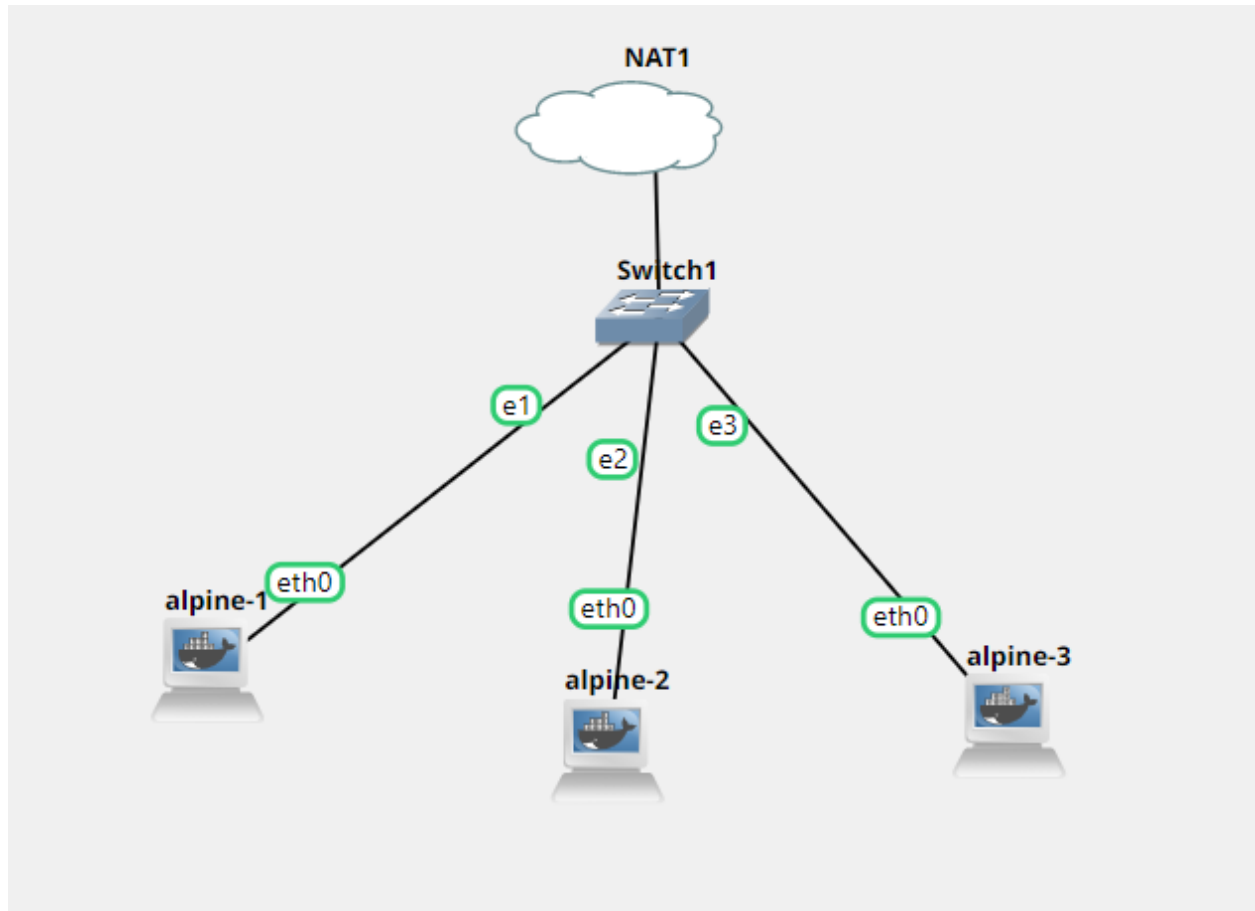 NAT1
Switch1
e1
e3
e2
eth0
alpine-1
eth0
eth0
alpine-3
alpine-2